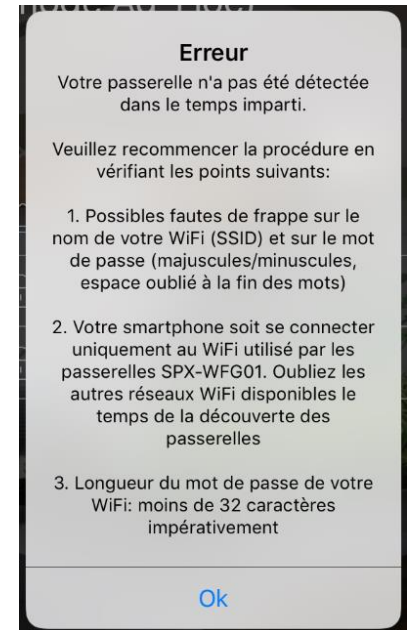 Erreur
Votre passerelle n'a pas été détectée
dans le temps imparti.
Veuillez recommencer la procédure en
vérifiant les points suivants:
1. Possibles fautes de frappe sur le
nom de votre WiFi (SSID) et sur le mot
de passe (majuscules/minuscules,
espace oublié à la fin des mots)
2. Votre smartphone soit se connecter
uniquement au WiFi utilisé par les
passerelles SPX-WFG01. Oubliez les
autres réseaux WiFi disponibles le
temps de la découverte des
passerelles
3. Longueur du mot de passe de votre
WiFi: moins de 32 caractères
impérativement
Ok